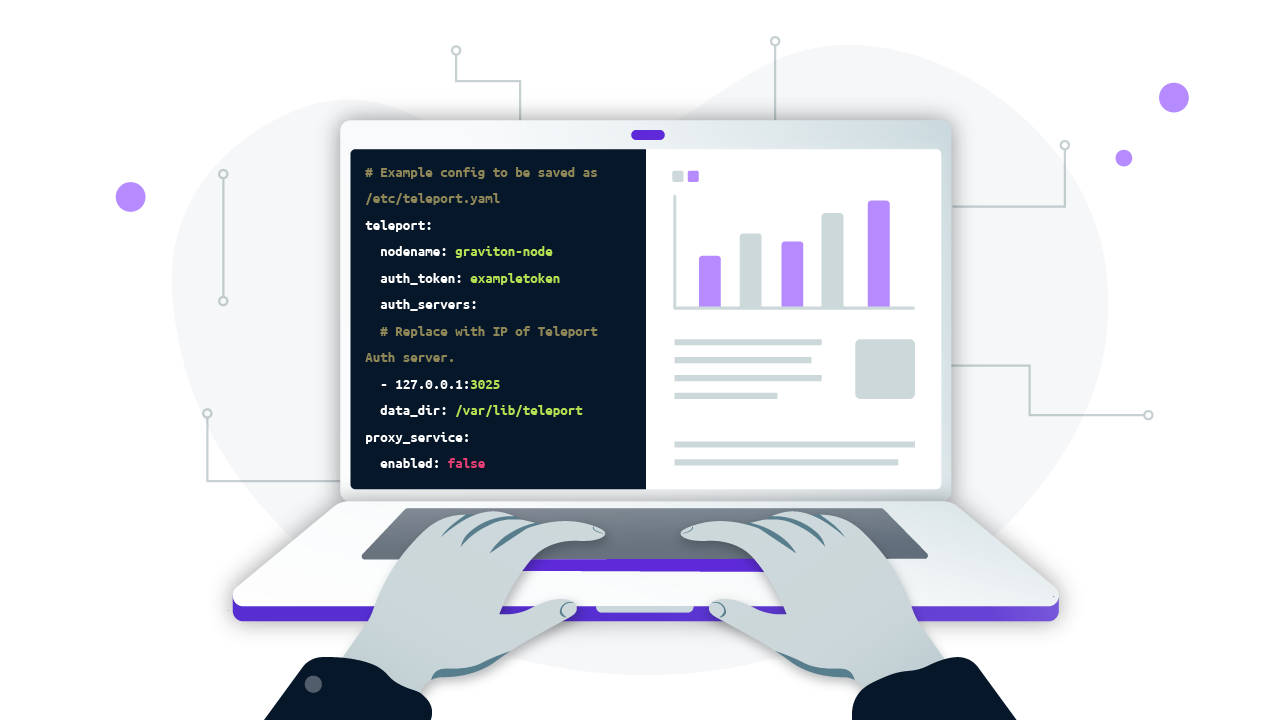 # Example config to be saved as
/etc/teleport.yaml
teleport:
  nodename: graviton-node
  auth_token: exampletoken
  auth_servers:
  # Replace with IP of Teleport
Auth server.
  - 127.0.0.1:3025
  data_dir: /var/lib/teleport
proxy_service:
  enabled: false